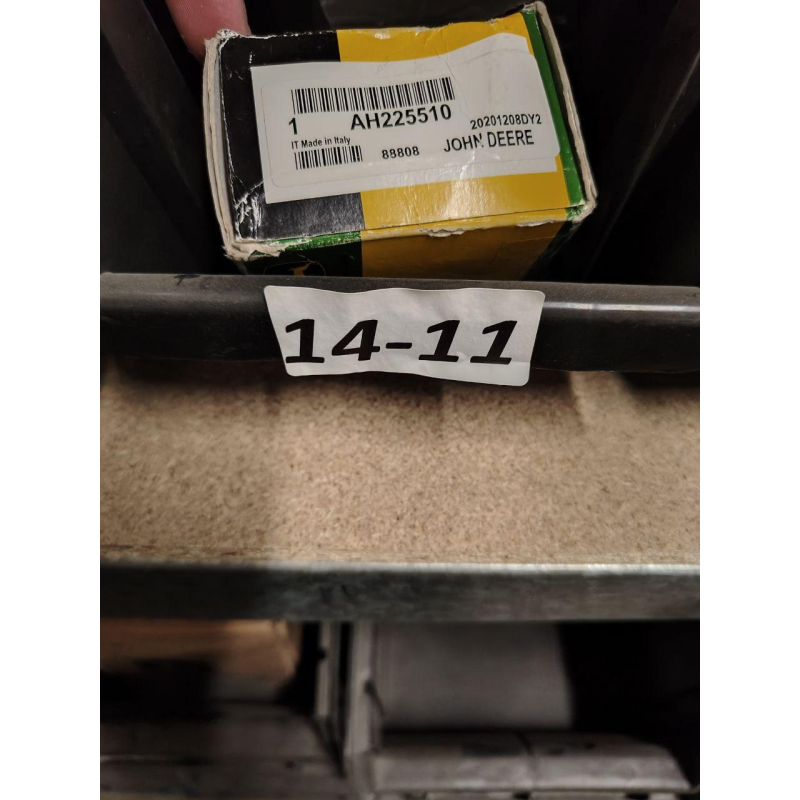 1 AH225510 20201208DY2
IT Made in Italy
88808 JOHN DEERE
14-11